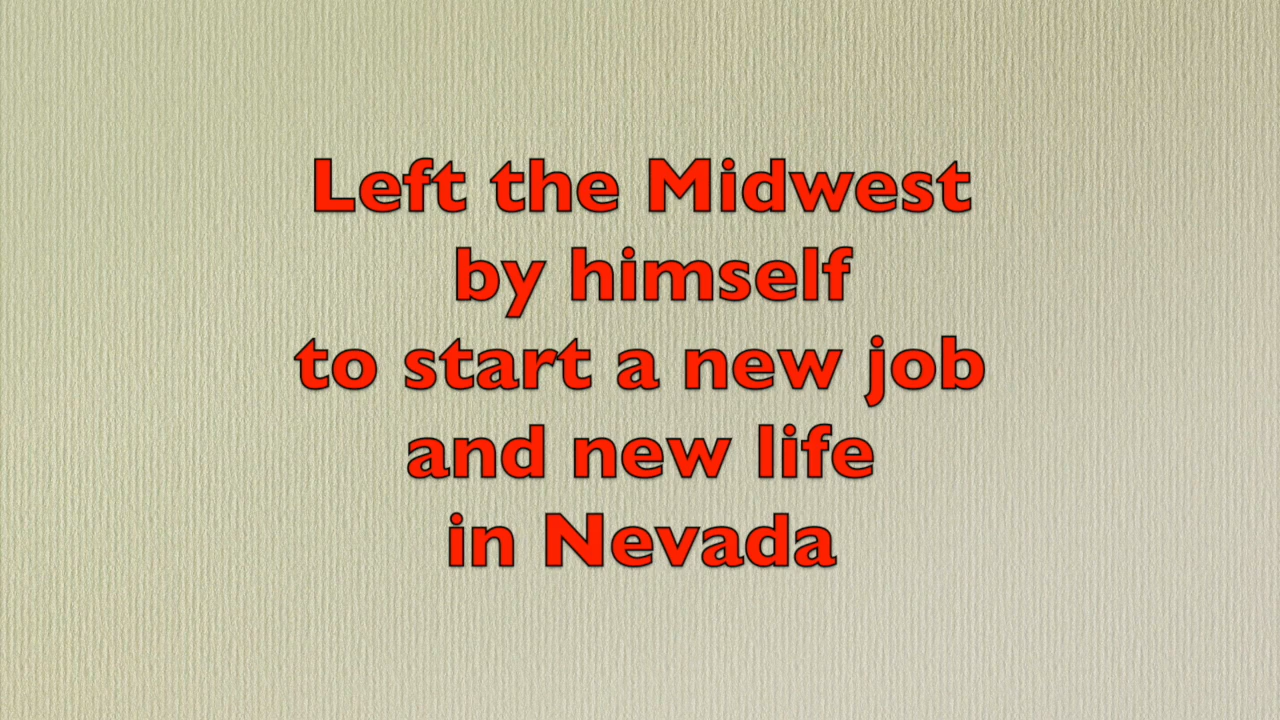 Left the Midwest
by himself
to start a new job
and new life
in Nevada